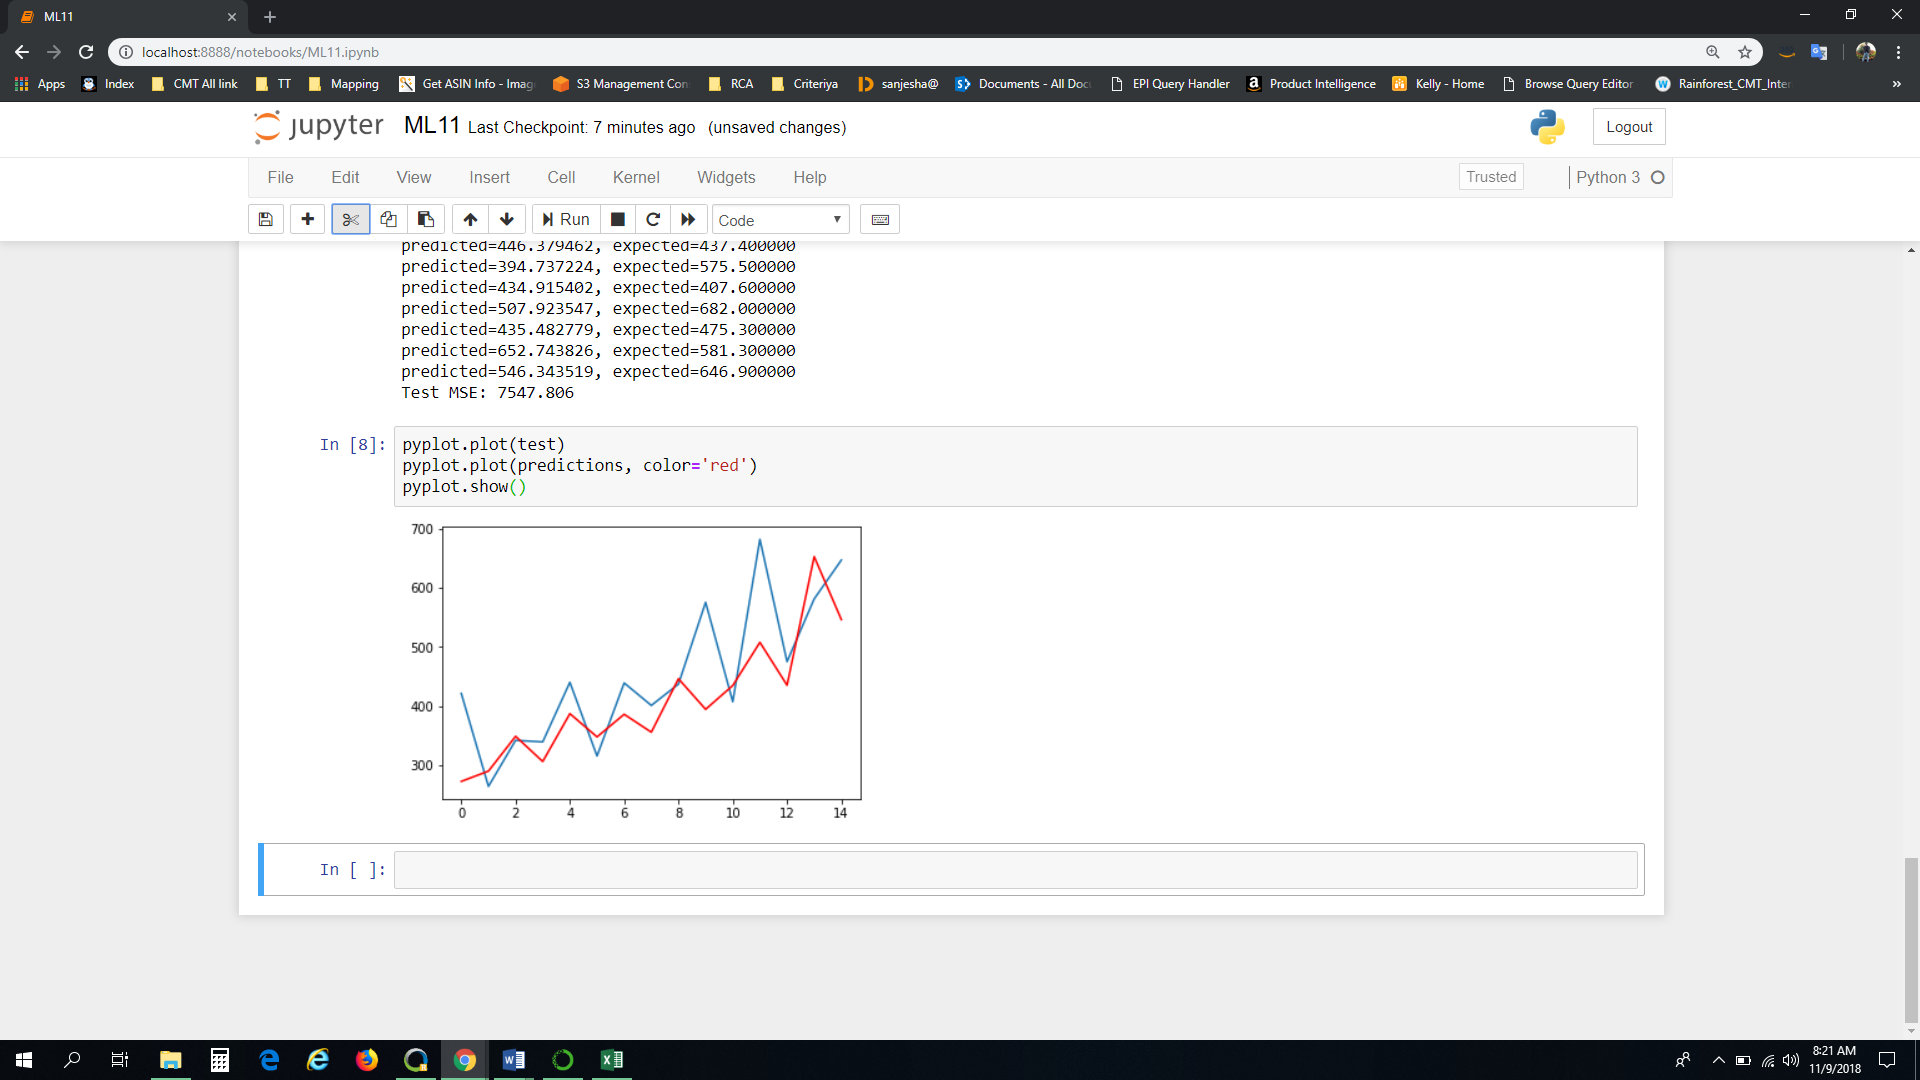 ML11
localhost:8888/notebooks/ML11.ipynb
Apps Index CMT All link TT Mapping Get ASIN Info - Imag S3 Management Con RCA Criteriya sanjesha@ Documents - All Docu EPI Query Handler Product Intelligence Kelly - Home Browse Query Editor Rainforest_CMT_Inter »
jupyter ML11 Last Checkpoint: 7 minutes ago (unsaved changes) Logout
File Edit View Insert Cell Kernel Widgets Help Trusted Python 3
Run Code
predicted=446.379462, expected=437.400000
predicted=394.737224, expected=575.500000
predicted=434.915402, expected=407.600000
predicted=507.923547, expected=682.000000
predicted=435.482779, expected=475.300000
predicted=652.743826, expected=581.300000
predicted=546.343519, expected=646.900000
Test MSE: 7547.806
In [8]: pyplot.plot(test)
pyplot.plot(predictions, color='red')
pyplot.show()
700
600
500
400
300
0 2 4 6 8 10 12 14
In [ ]:
8:21 AM
11/9/2018